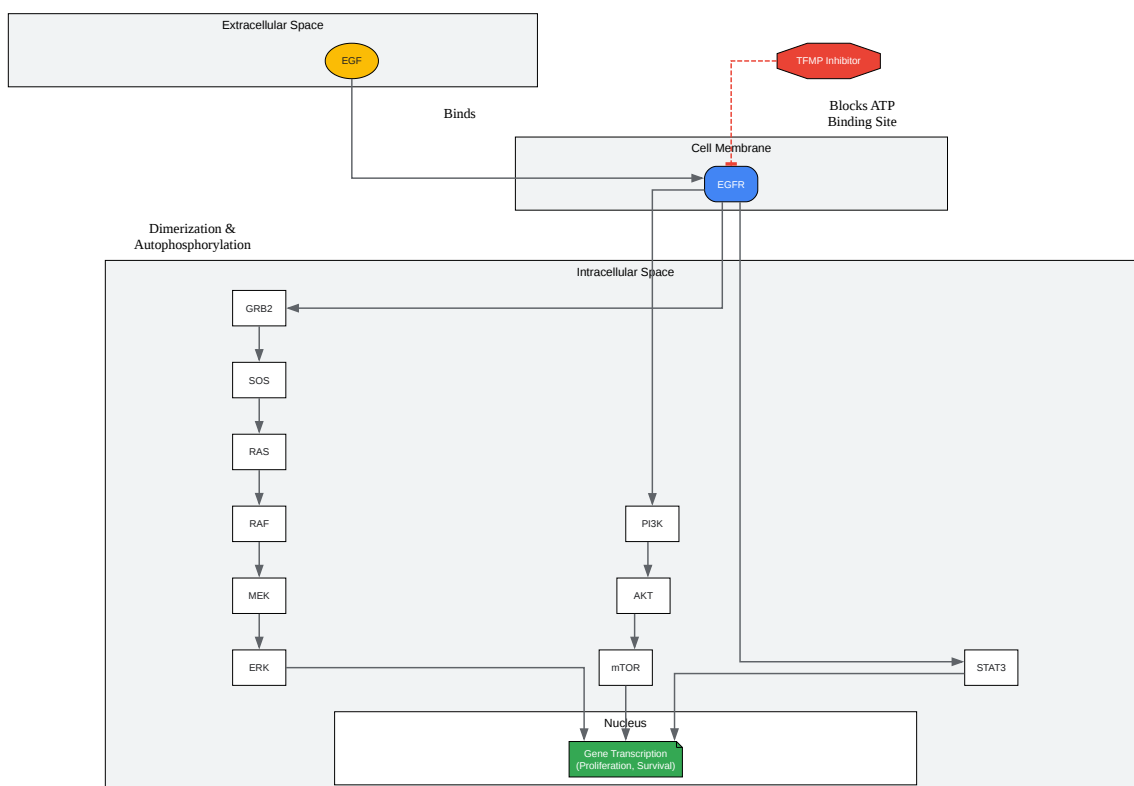 Extracellular Space
EGF
TFMP Inhibitor
Binds
Blocks ATP
Binding Site
Cell Membrane
EGFR
Dimerization &
Autophosphorylation
Intracellular Space
GRB2
SOS
RAS
RAF
PI3K
MEK
AKT
ERK
mTOR
STAT3
Nucleus
Gene Transcription
(Proliferation, Survival)